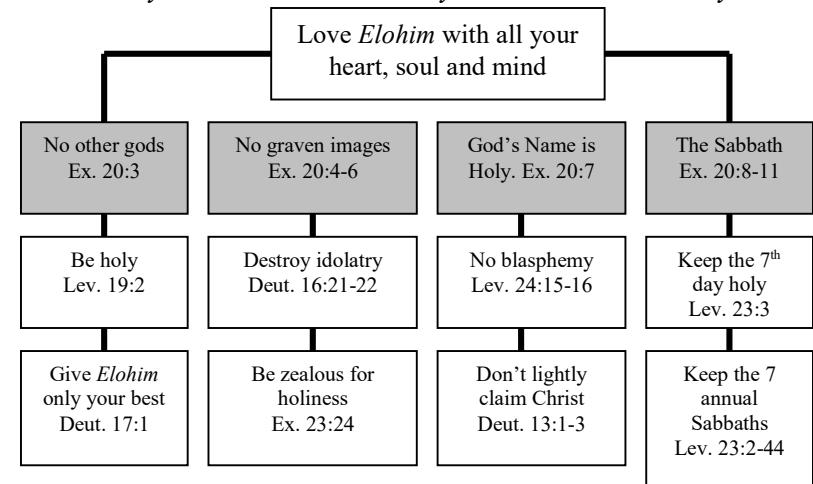 Love Elohim with all your
heart, soul and mind
No other gods
Ex. 20:3
No graven images
Ex. 20:4-6
God’s Name is
Holy. Ex. 20:7
The Sabbath
Ex. 20:8-11
Be holy
Lev. 19:2
Destroy idolatry
Deut. 16:21-22
No blasphemy
Lev. 24:15-16
Keep the 7th
day holy
Lev. 23:3
Give Elohim
only your best
Deut. 17:1
Be zealous for
holiness
Ex. 23:24
Don’t lightly
claim Christ
Deut. 13:1-3
Keep the 7
annual
Sabbaths
Lev. 23:2-44